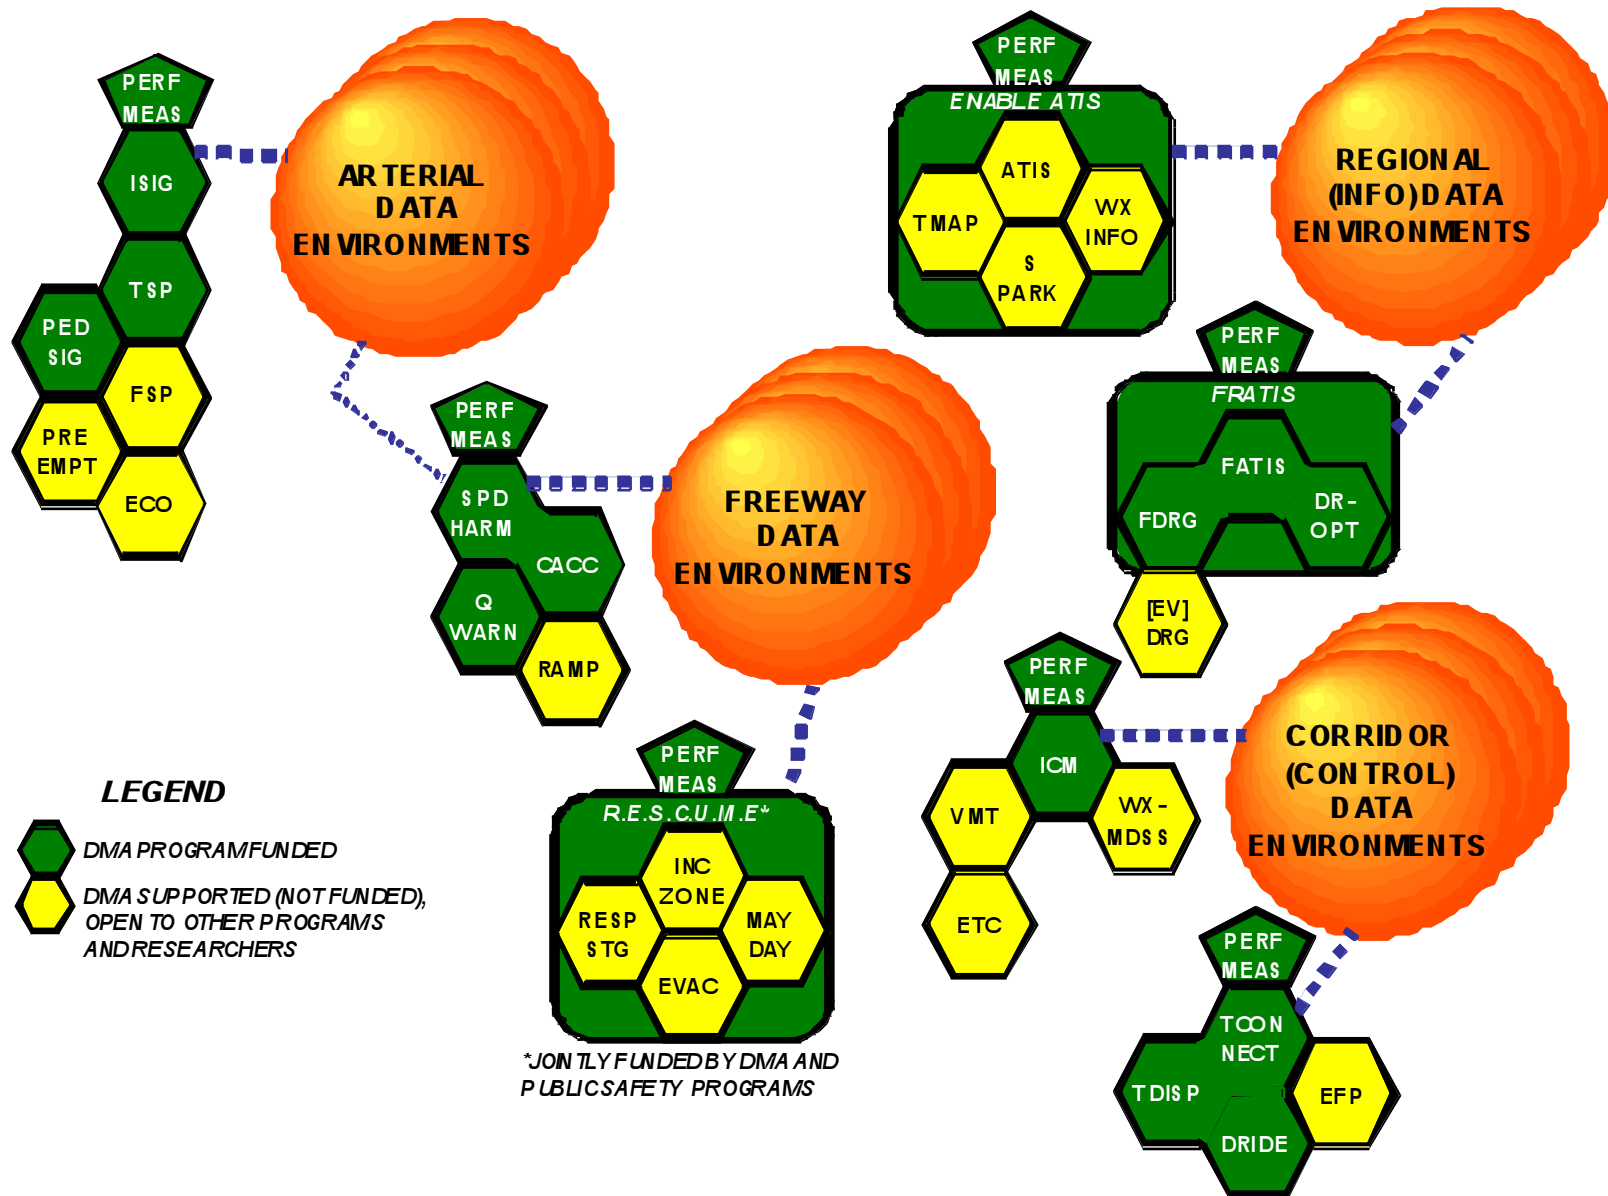 PERF
MEAS
ISIG
TSP
PED
SIG
FSP
PRE
EMPT
ECO
ARTERIAL
DATA
ENVIRONMENTS
PERF
MEAS
ENABLE ATIS
ATIS
TMAP
WX
INFO
S
PARK
REGIONAL
(INFO) DATA
ENVIRONMENTS
PERF
MEAS
FRATIS
FATIS
FDRG
DR-
OPT
[EV]
DRG
PERF
MEAS
SPD
HARM
CACC
Q
WARN
RAMP
FREEWAY
DATA
ENVIRONMENTS
PERF
MEAS
R.E.S.C.U.M.E*
INC
ZONE
RESP
STG
MAY
DAY
EVAC
*JOINTLY FUNDED BY DMA AND
PUBLIC SAFETY PROGRAMS
PERF
MEAS
ICM
VMT
WX-
MDSS
ETC
CORRIDOR
(CONTROL)
DATA
ENVIRONMENTS
PERF
MEAS
TCON
NECT
TDISP
EFP
DRIDE
LEGEND
DMA PROGRAM FUNDED
DMA SUPPORTED (NOT FUNDED),
OPEN TO OTHER PROGRAMS
AND RESEARCHERS